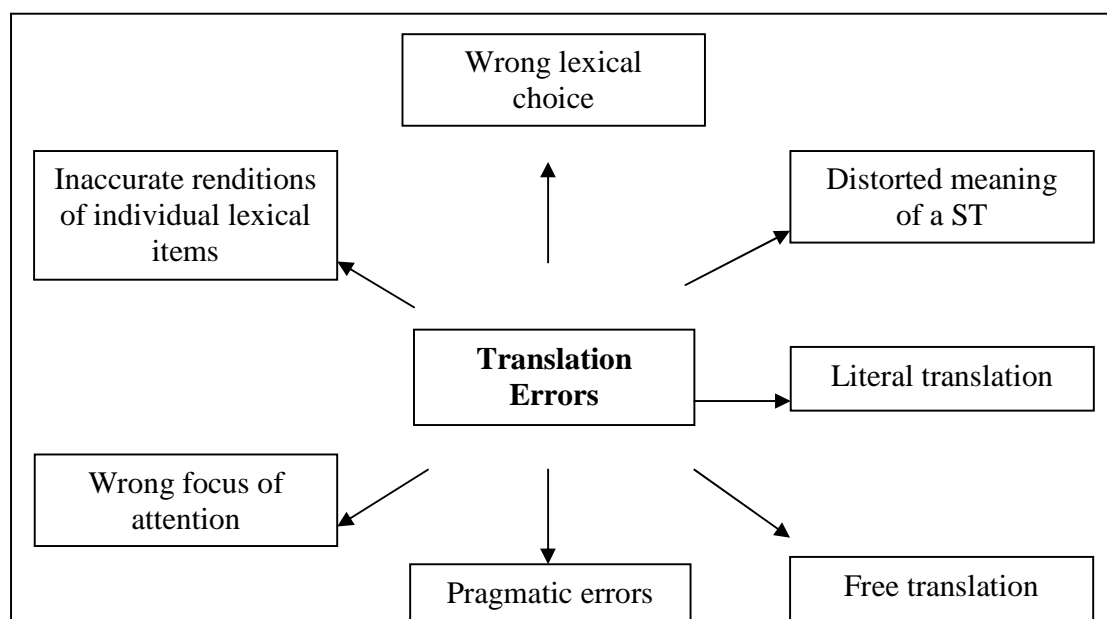 Wrong lexical
choice
Inaccurate renditions
of individual lexical
items
Distorted meaning
of a ST
Translation
Errors
Literal translation
Wrong focus of
attention
Pragmatic errors
Free translation